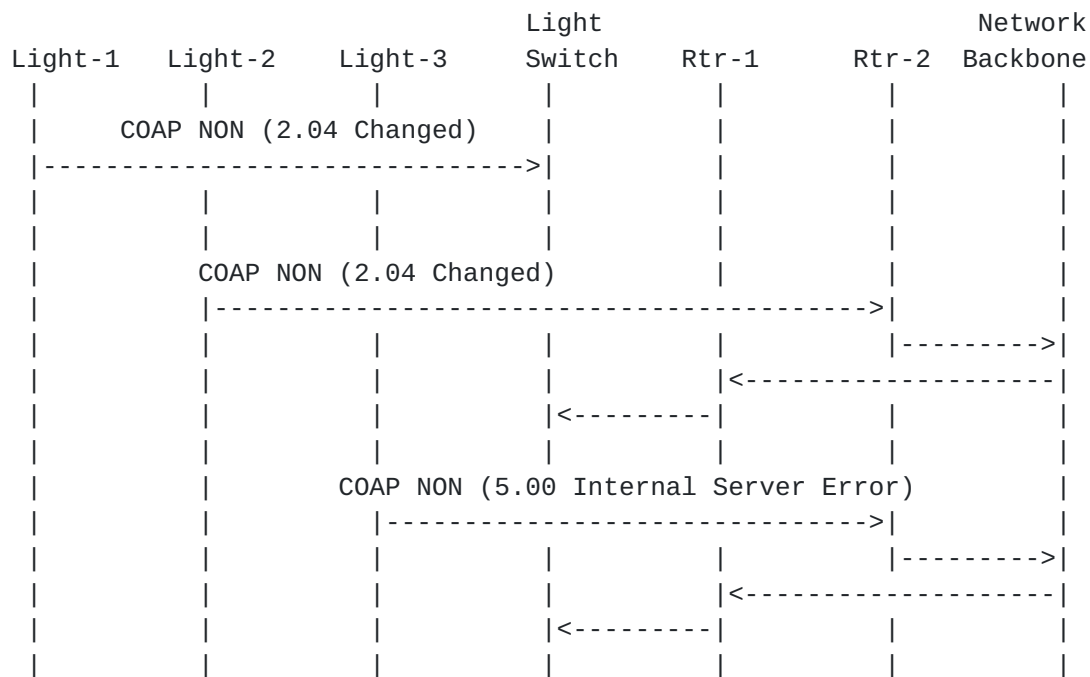 Light Network
Light-1 Light-2 Light-3 Switch Rtr-1 Rtr-2 Backbone
COAP NON (2.04 Changed)
COAP NON (2.04 Changed)
COAP NON (5.00 Internal Server Error)